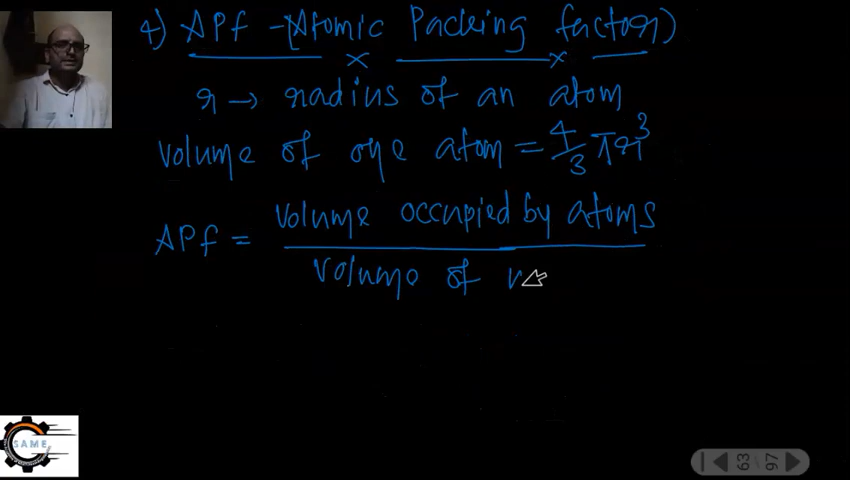 4) APf - (Atomic Packing factor)
r → radius of an atom
volume of one atom = 4/3 πr³
APf = volume occupied by atoms
volume of
SAME
63 / 97